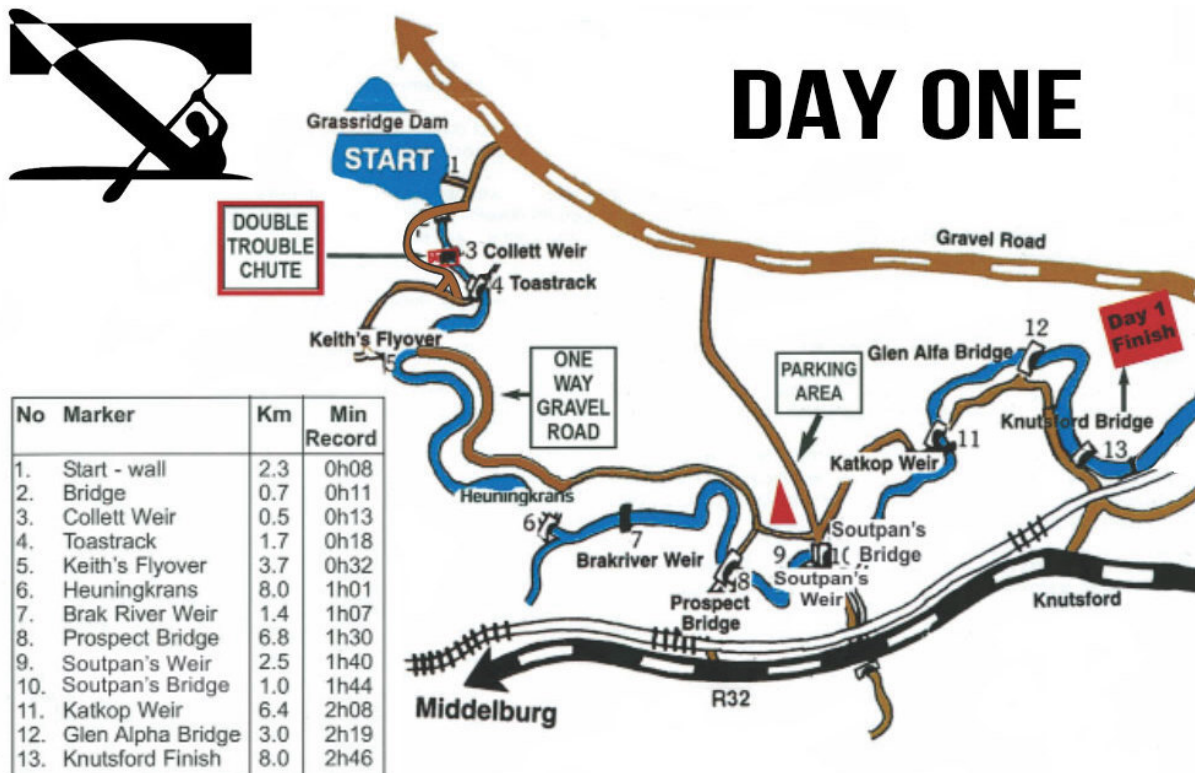 DAY ONE
Grassridge Dam
START
1
2
DOUBLE
TROUBLE
CHUTE
3 Collett Weir
4 Toastrack
Gravel Road
Keith's Flyover
5
ONE
WAY
GRAVEL
ROAD
PARKING
AREA
Day 1
Finish
12
Glen Alfa Bridge
Knutsford Bridge
11
13
Katkop Weir
Heuningkrans
6
7
Brakriver Weir
8
Prospect
Bridge
9
10
Soutpan's
Bridge
Soutpan's
Weir
Knutsford
R32
Middelburg
No Marker Km Min
Record
1. Start - wall 2.3 0h08
2. Bridge 0.7 0h11
3. Collett Weir 0.5 0h13
4. Toastrack 1.7 0h18
5. Keith's Flyover 3.7 0h32
6. Heuningkrans 8.0 1h01
7. Brak River Weir 1.4 1h07
8. Prospect Bridge 6.8 1h30
9. Soutpan's Weir 2.5 1h40
10. Soutpan's Bridge 1.0 1h44
11. Katkop Weir 6.4 2h08
12. Glen Alpha Bridge 3.0 2h19
13. Knutsford Finish 8.0 2h46